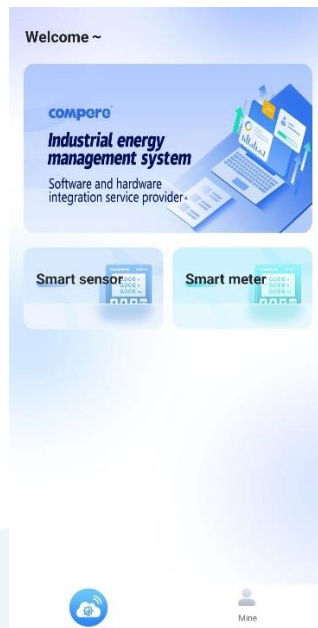 Welcome ~
compere
Industrial energy
management system
Software and hardware
integration service provider
Smart sensor
Smart meter
Mine